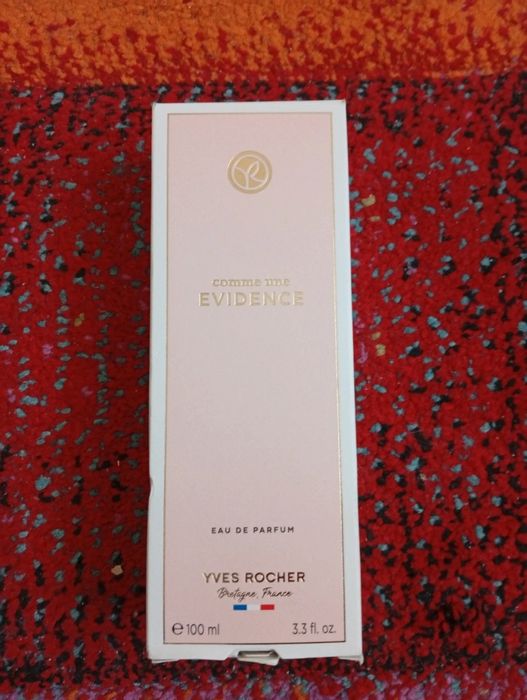 comme une
EVIDENCE
EAU DE PARFUM
YVES ROCHER
Bretagne, France
℮ 100 ml 3.3 fl. oz.